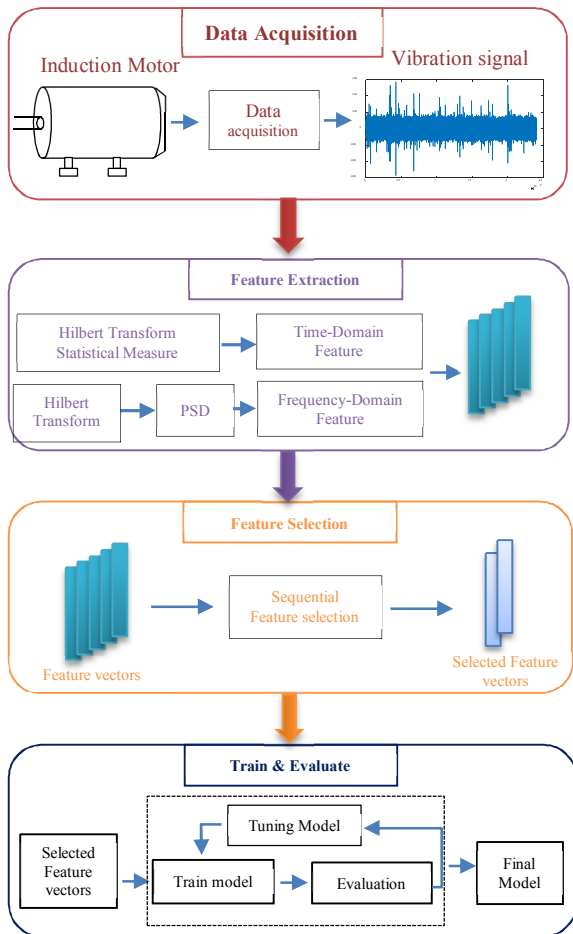 Data Acquisition
Induction Motor
Vibration signal
Data
acquisition
Feature Extraction
Hilbert Transform
Statistical Measure
Time-Domain
Feature
Hilbert
Transform
PSD
Frequency-Domain
Feature
Feature Selection
Sequential
Feature selection
Feature vectors
Selected Feature
vectors
Train & Evaluate
Tuning Model
Selected
Feature
vectors
Train model
Evaluation
Final
Model